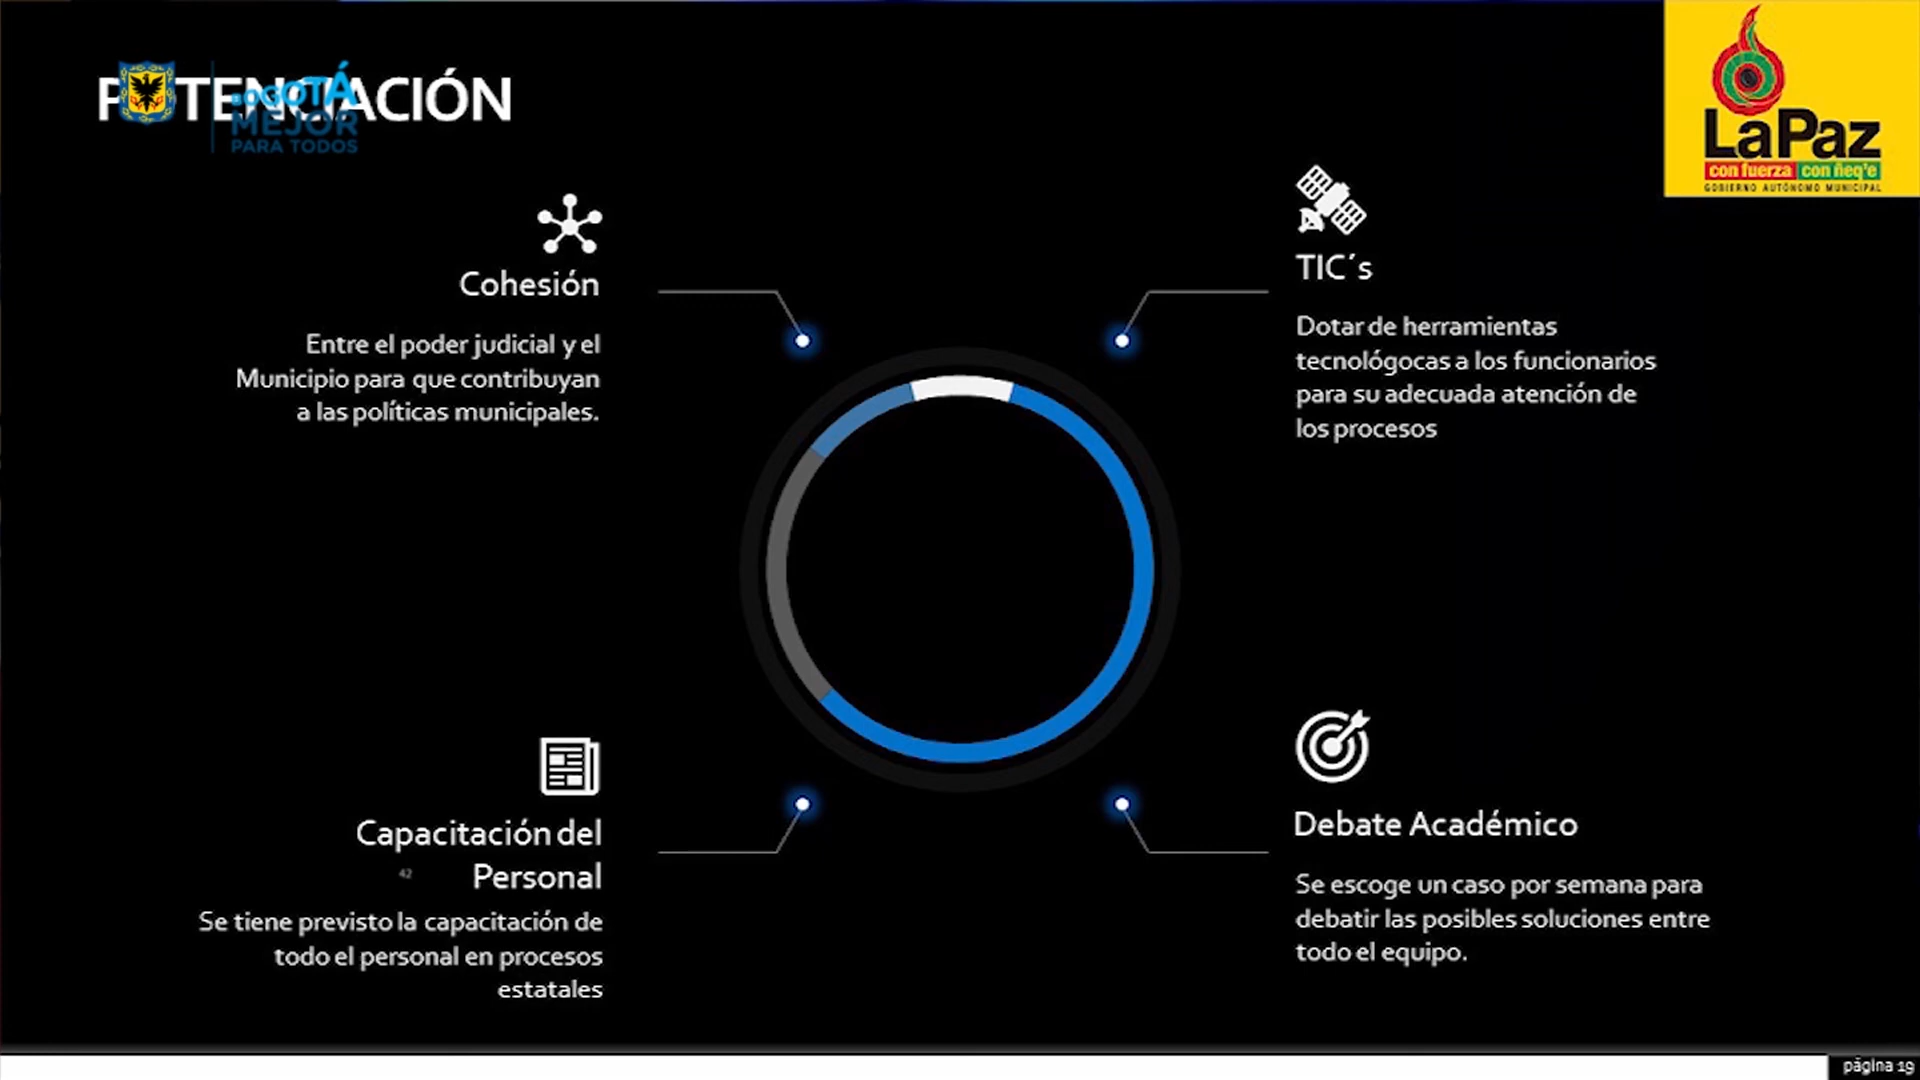 POTENCIACIÓN
BOGOTÁ
MEJOR
PARA TODOS
LaPaz
con fuerza con ñeq'e
GOBIERNO AUTÓNOMO MUNICIPAL
Cohesión
Entre el poder judicial y el
Municipio para que contribuyan
a las políticas municipales.
TIC´s
Dotar de herramientas
tecnológocas a los funcionarios
para su adecuada atención de
los procesos
Capacitación del
42
Personal
Se tiene previsto la capacitación de
todo el personal en procesos
estatales
Debate Académico
Se escoge un caso por semana para
debatir las posibles soluciones entre
todo el equipo.
página 19